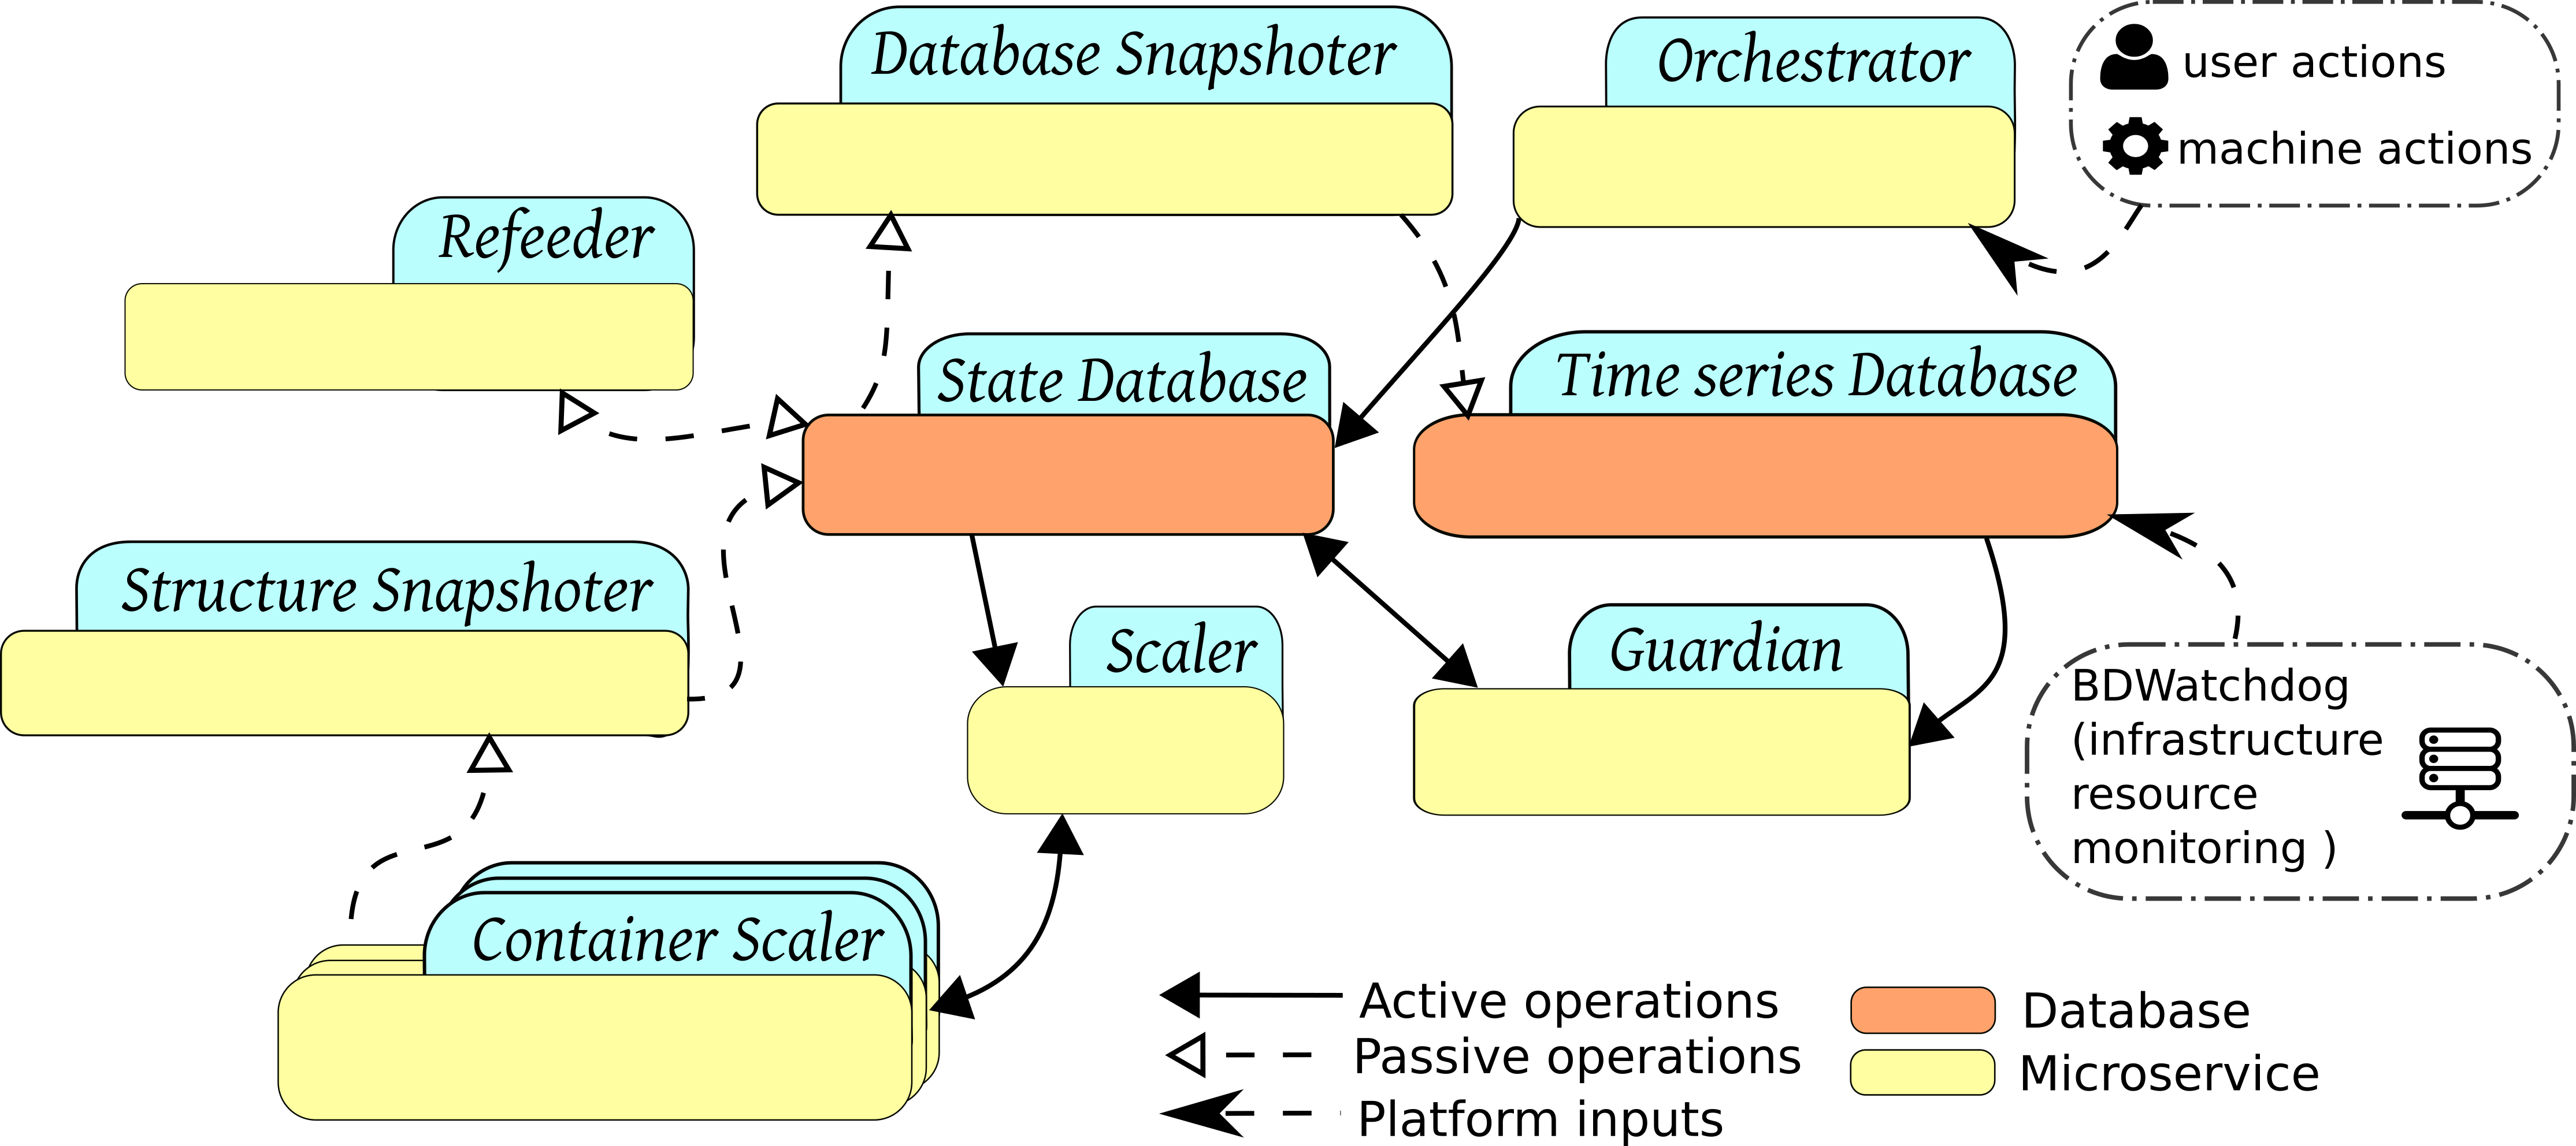 Database Snapshoter
Orchestrator
user actions
machine actions
Refeeder
State Database
Time series Database
Structure Snapshoter
Scaler
Guardian
BDWatchdog
(infrastructure
resource
monitoring )
Container Scaler
Active operations
Passive operations
Platform inputs
Database
Microservice